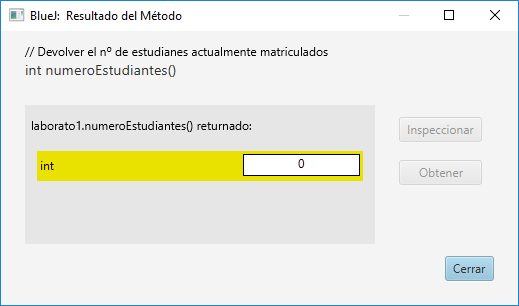 BlueJ: Resultado del Método
// Devolver el nº de estudianes actualmente matriculados
int numeroEstudiantes()
laborato1.numeroEstudiantes() returnado:
Inspeccionar
int 0
Obtener
Cerrar